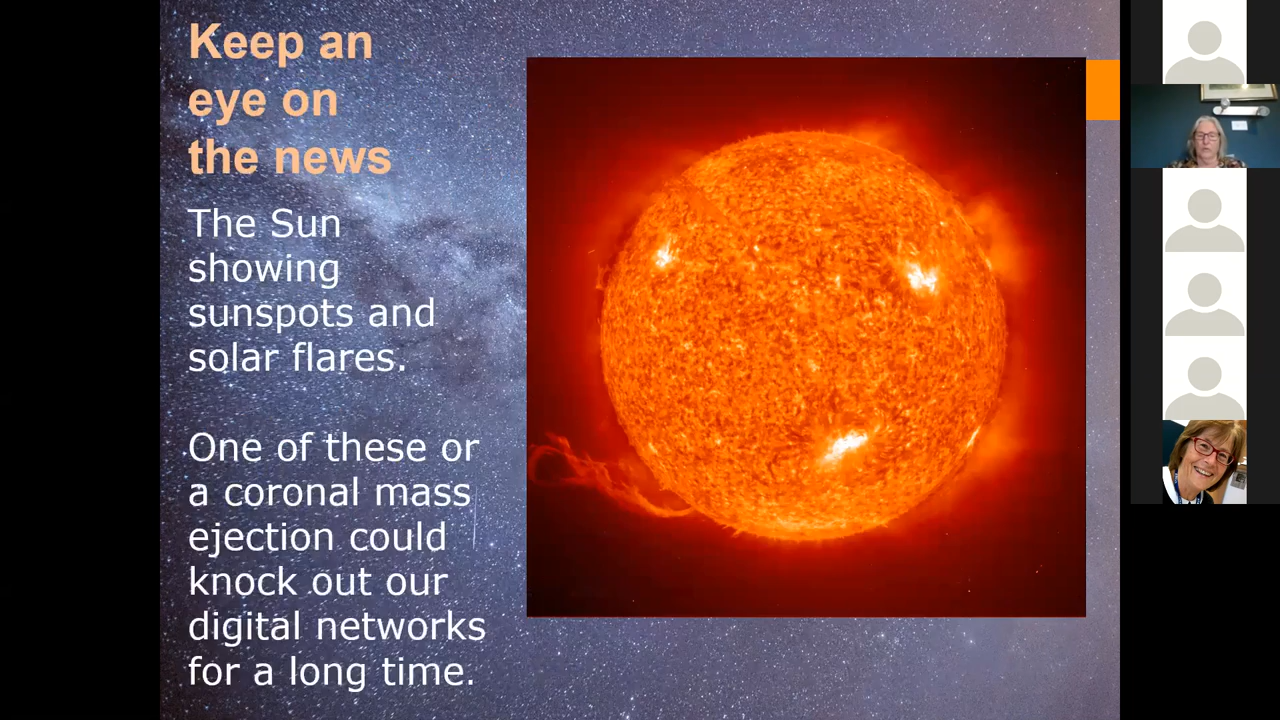 Keep an
eye on
the news
The Sun
showing
sunspots and
solar flares.
One of these or
a coronal mass
ejection could
knock out our
digital networks
for a long time.